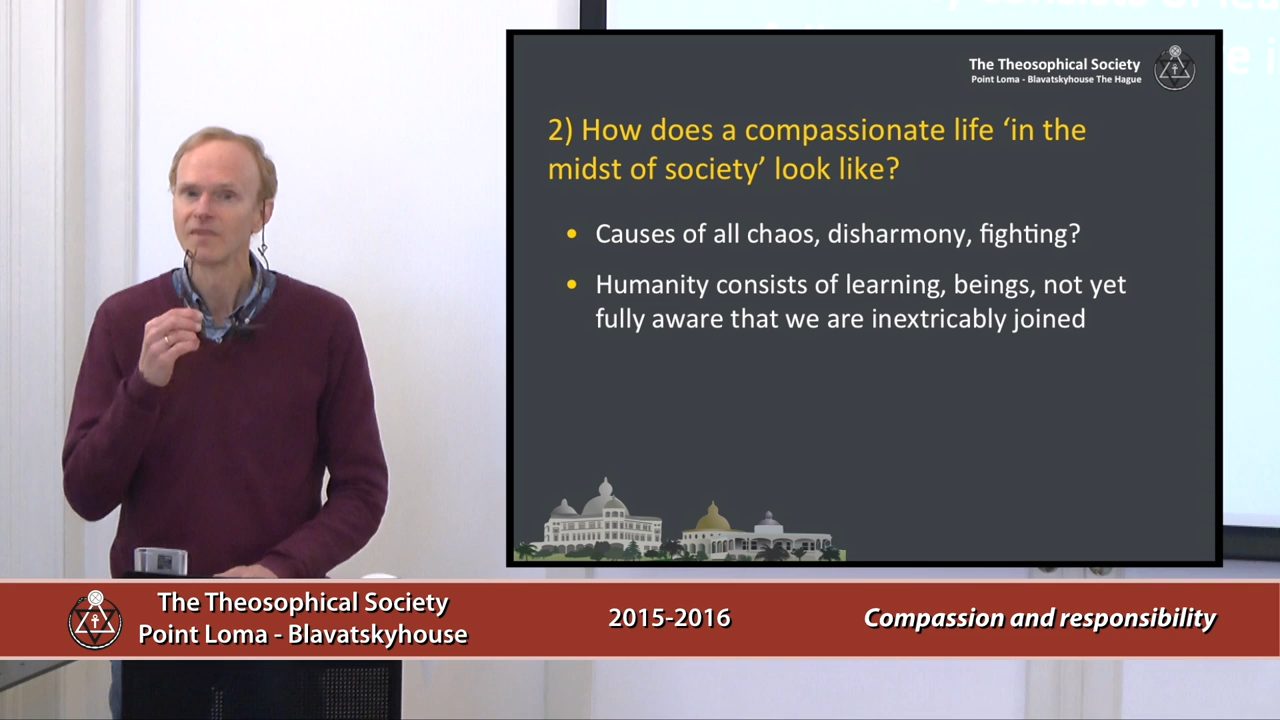 The Theosophical Society
Point Loma - Blavatskyhouse The Hague
2) How does a compassionate life ‘in the
midst of society’ look like?
• Causes of all chaos, disharmony, fighting?
• Humanity consists of learning, beings, not yet
fully aware that we are inextricably joined
The Theosophical Society
Point Loma - Blavatskyhouse
2015-2016
Compassion and responsibility